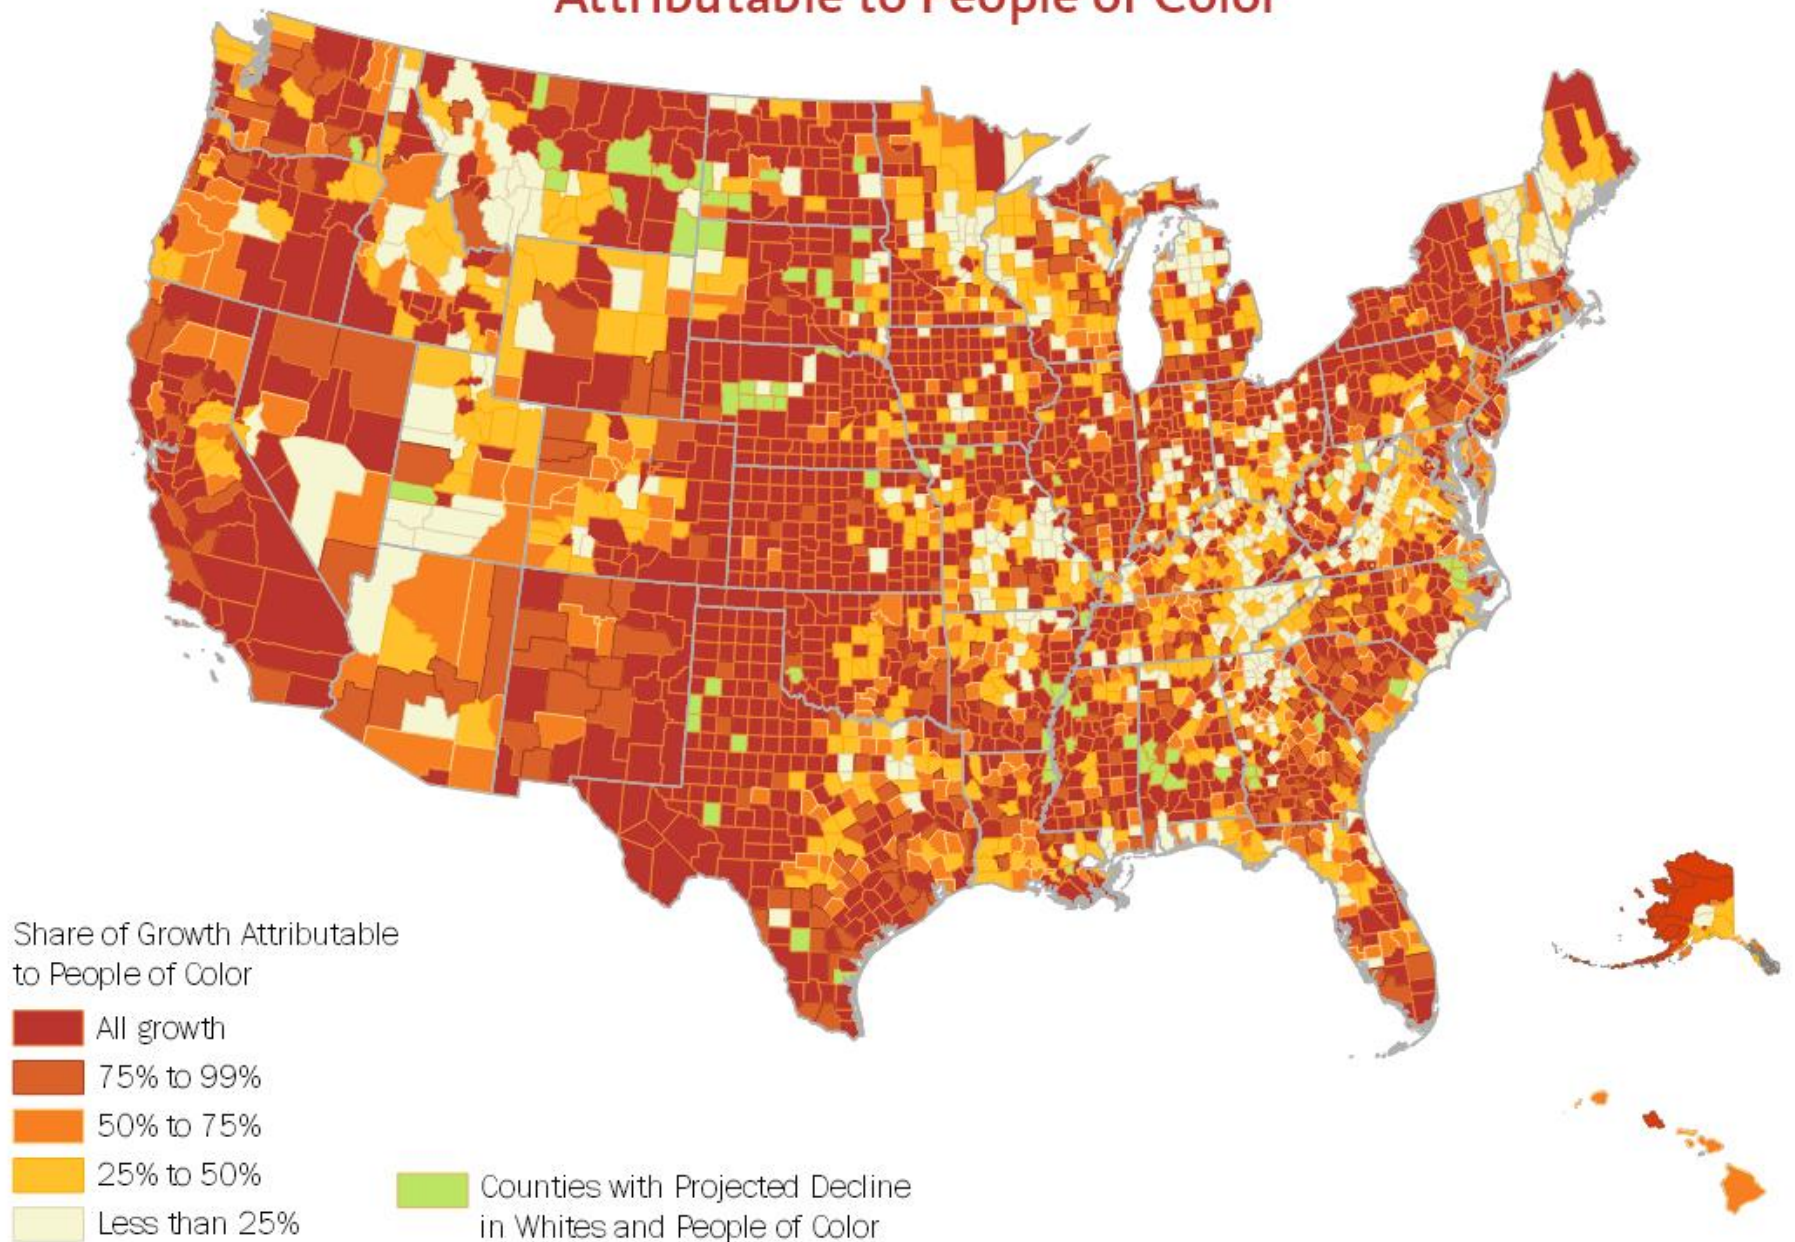 Attributable to People of Color
Share of Growth Attributable
to People of Color
All growth
75% to 99%
50% to 75%
25% to 50%
Less than 25%
Counties with Projected Decline
in Whites and People of Color